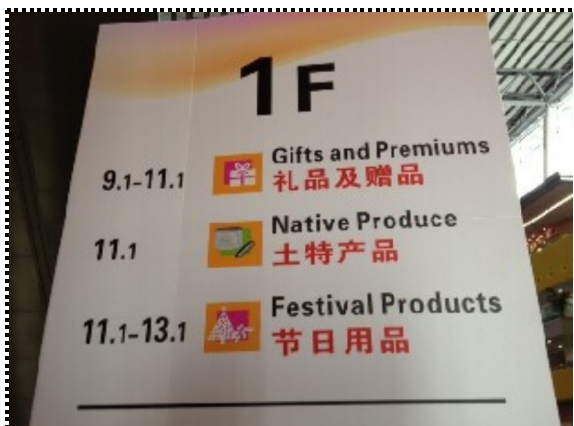 1F
9.1-11.1 Gifts and Premiums
礼品及赠品
11.1 Native Produce
土特产品
11.1-13.1 Festival Products
节日用品